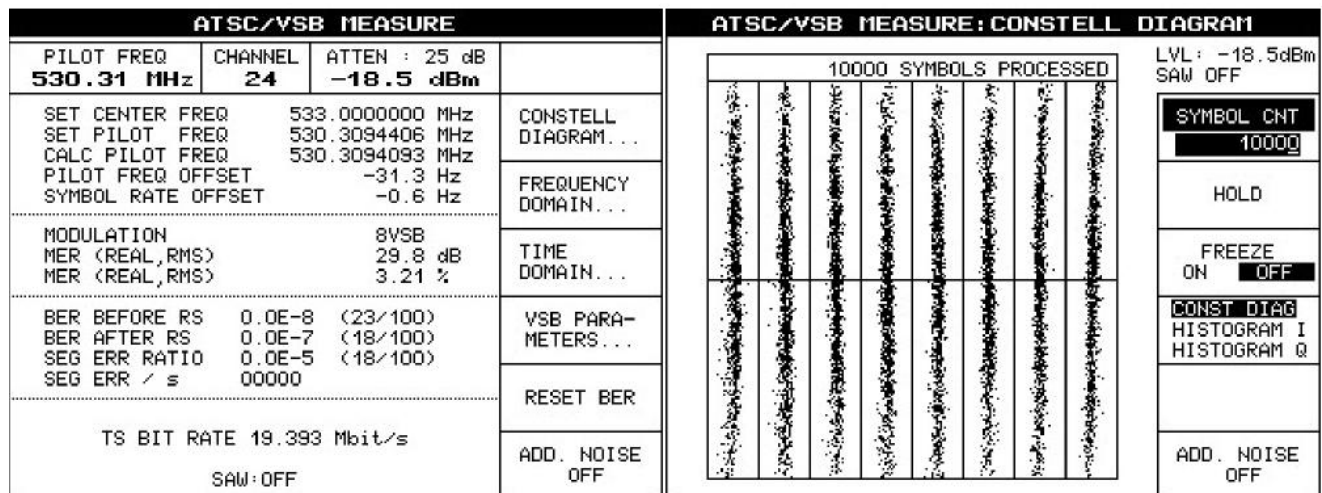 ATSC/VSB MEASURE
PILOT FREQ CHANNEL ATTEN : 25 dB
530.31 MHz 24 -18.5 dBm
SET CENTER FREQ 533.0000000 MHz
SET PILOT FREQ 530.3094406 MHz
CALC PILOT FREQ 530.3094093 MHz
PILOT FREQ OFFSET -31.3 Hz
SYMBOL RATE OFFSET -0.6 Hz
MODULATION 8VSB
MER (REAL,RMS) 29.8 dB
MER (REAL,RMS) 3.21 %
BER BEFORE RS 0.0E-8 (23/100)
BER AFTER RS 0.0E-7 (18/100)
SEG ERR RATIO 0.0E-5 (18/100)
SEG ERR / s 00000
TS BIT RATE 19.393 Mbit/s
SAW:OFF
CONSTELL
DIAGRAM...
FREQUENCY
DOMAIN...
TIME
DOMAIN...
VSB PARA-
METERS...
RESET BER
ADD. NOISE
OFF
ATSC/VSB MEASURE:CONSTELL DIAGRAM
10000 SYMBOLS PROCESSED
LVL: -18.5dBm
SAW OFF
SYMBOL CNT
10000
HOLD
FREEZE
ON OFF
CONST DIAG
HISTOGRAM I
HISTOGRAM Q
ADD. NOISE
OFF